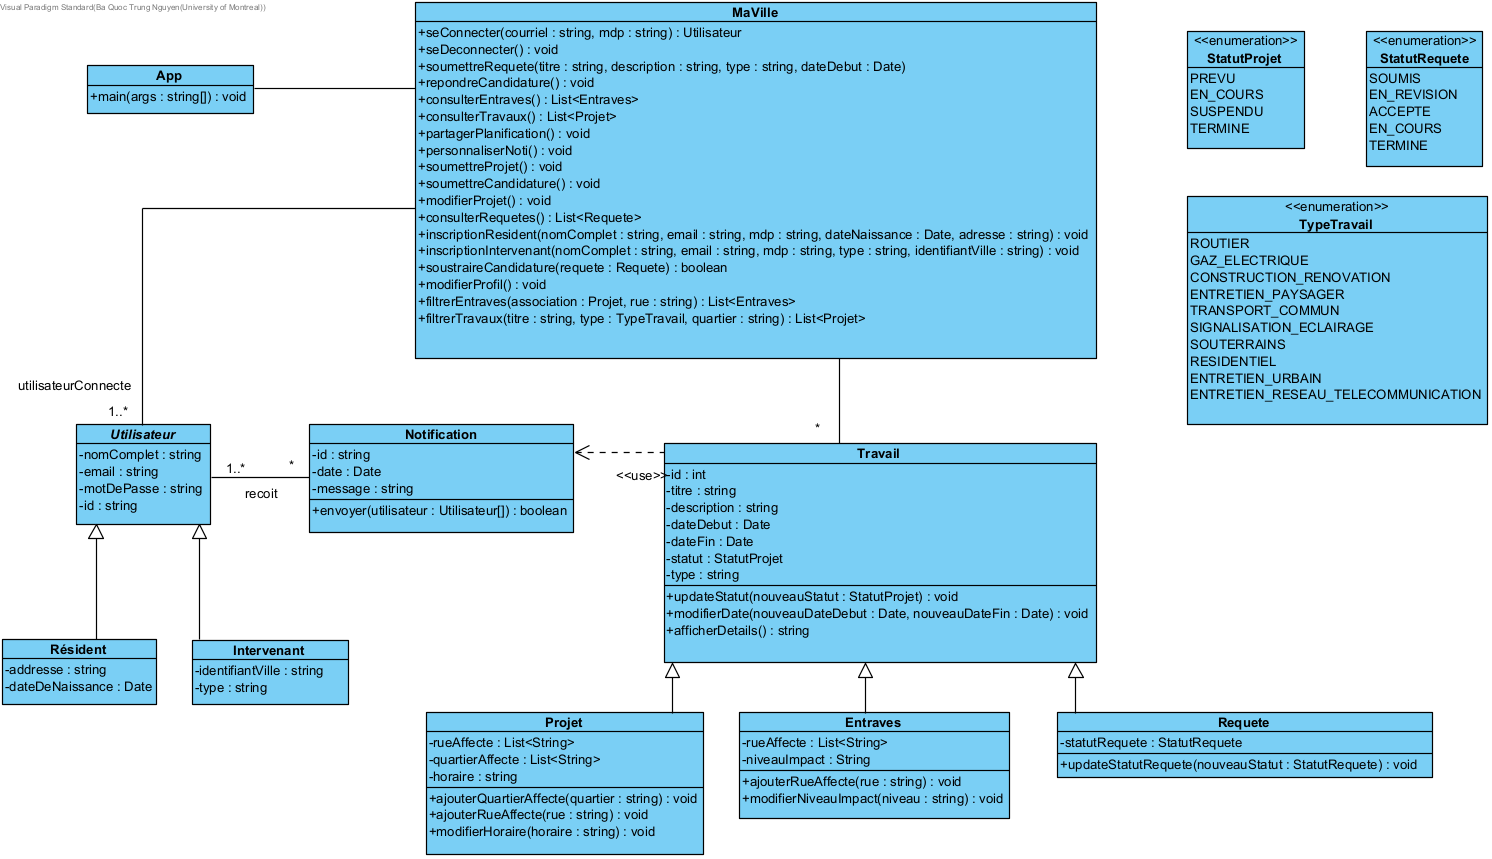 Visual Paradigm Standard(Ba Quoc Trung Nguyen(University of Montreal))
MaVille
+seConnecter(courriel : string, mdp : string) : Utilisateur
+seDeconnecter() : void
+soumettreRequete(titre : string, description : string, type : string, dateDebut : Date)
+repondreCandidature() : void
+consulterEntraves() : List<Entraves>
+consulterTravaux() : List<Projet>
+partagerPlanification() : void
+personnaliserNoti() : void
+soumettreProjet() : void
+soumettreCandidature() : void
+modifierProjet() : void
+consulterRequetes() : List<Requete>
+inscriptionResident(nomComplet : string, email : string, mdp : string, dateNaissance : Date, adresse : string) : void
+inscriptionIntervenant(nomComplet : string, email : string, mdp : string, type : string, identifiantVille : string) : void
+soustraireCandidature(requete : Requete) : boolean
+modifierProfil() : void
+filtrerEntraves(association : Projet, rue : string) : List<Entraves>
+filtrerTravaux(titre : string, type : TypeTravail, quartier : string) : List<Projet>
App
+main(args : string[]) : void
<<enumeration>>
StatutProjet
PREVU
EN_COURS
SUSPENDU
TERMINE
<<enumeration>>
StatutRequete
SOUMIS
EN_REVISION
ACCEPTE
EN_COURS
TERMINE
<<enumeration>>
TypeTravail
ROUTIER
GAZ_ELECTRIQUE
CONSTRUCTION_RENOVATION
ENTRETIEN_PAYSAGER
TRANSPORT_COMMUN
SIGNALISATION_ECLAIRAGE
SOUTERRAINS
RESIDENTIEL
ENTRETIEN_URBAIN
ENTRETIEN_RESEAU_TELECOMMUNICATION
utilisateurConnecte
1..*
*
Utilisateur
-nomComplet : string
-email : string
-motDePasse : string
-id : string
1..*
*
recoit
Notification
-id : string
-date : Date
-message : string
+envoyer(utilisateur : Utilisateur[]) : boolean
<<use>>
Travail
-id : int
-titre : string
-description : string
-dateDebut : Date
-dateFin : Date
-statut : StatutProjet
-type : string
+updateStatut(nouveauStatut : StatutProjet) : void
+modifierDate(nouveauDateDebut : Date, nouveauDateFin : Date) : void
+afficherDetails() : string
Résident
-addresse : string
-dateDeNaissance : Date
Intervenant
-identifiantVille : string
-type : string
Projet
-rueAffecte : List<String>
-quartierAffecte : List<String>
-horaire : string
+ajouterQuartierAffecte(quartier : string) : void
+ajouterRueAffecte(rue : string) : void
+modifierHoraire(horaire : string) : void
Entraves
-rueAffecte : List<String>
-niveauImpact : String
+ajouterRueAffecte(rue : string) : void
+modifierNiveauImpact(niveau : string) : void
Requete
-statutRequete : StatutRequete
+updateStatutRequete(nouveauStatut : StatutRequete) : void